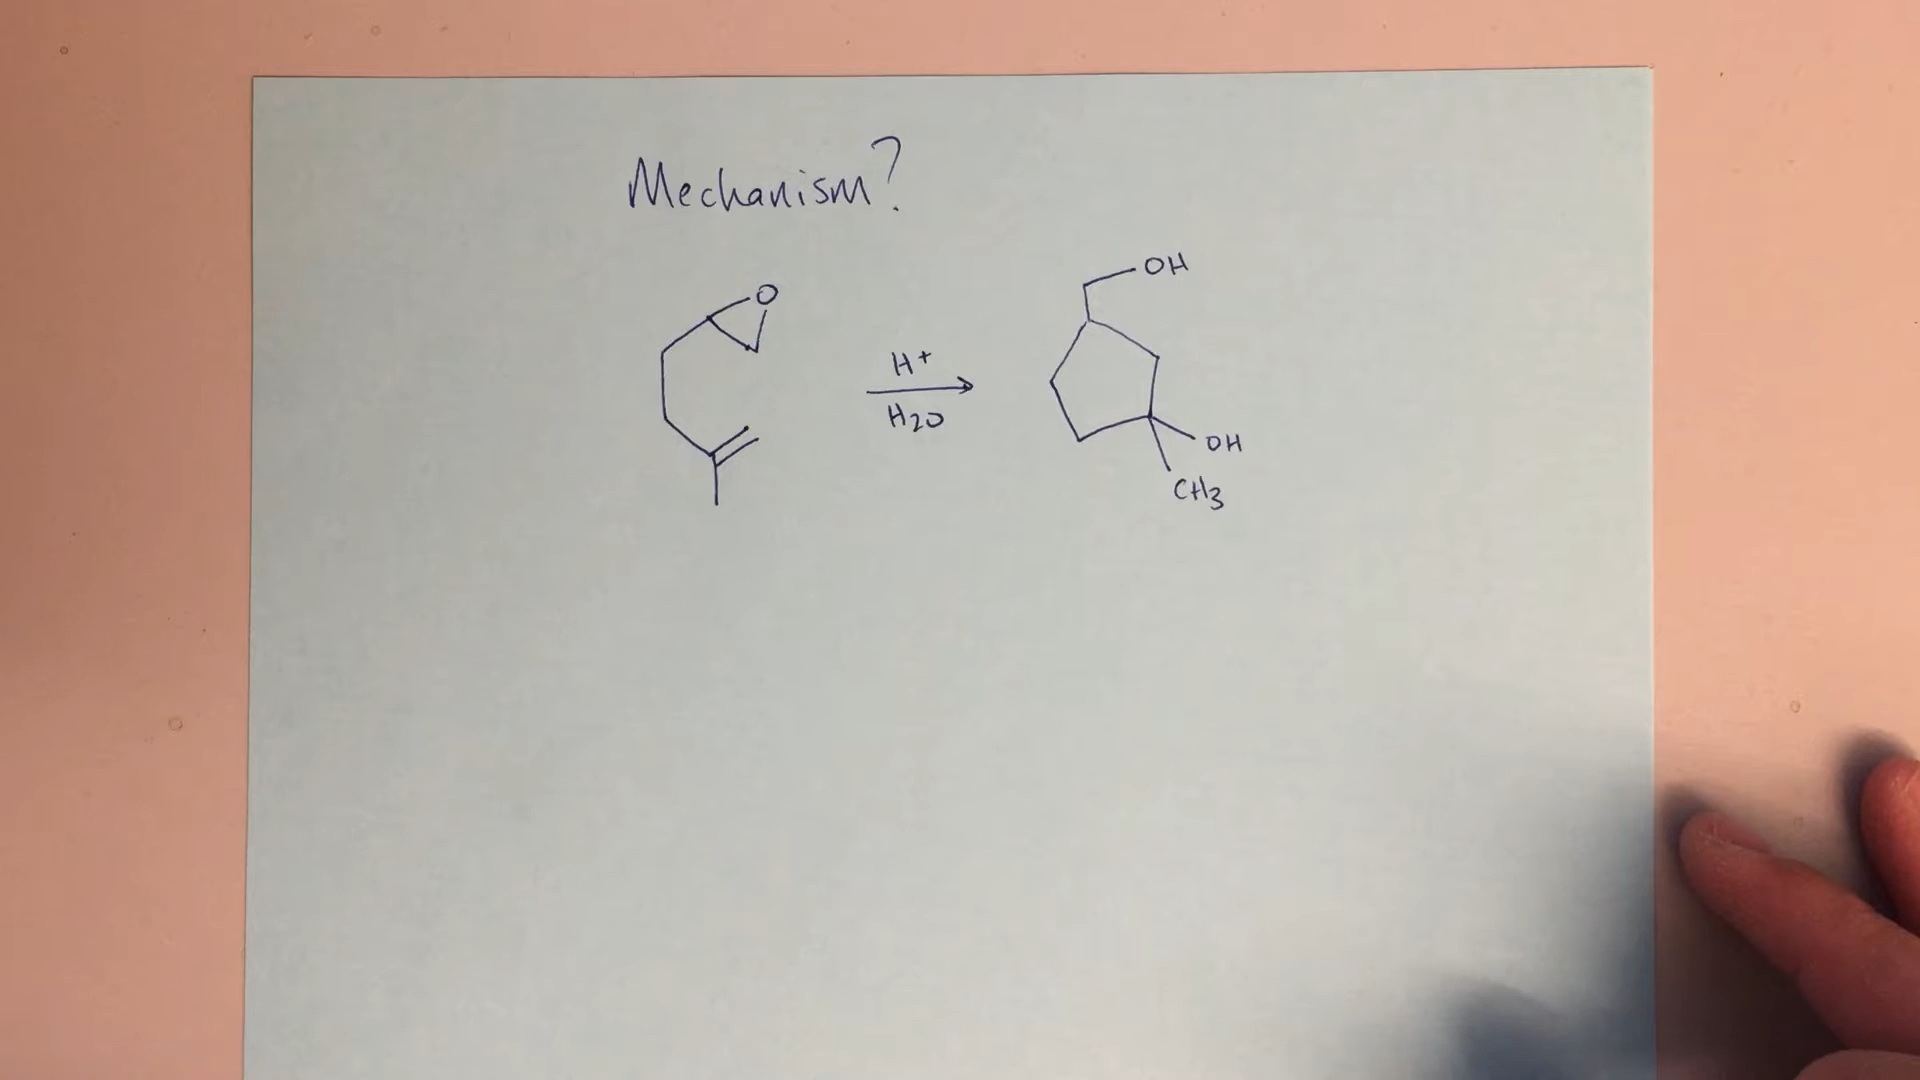 Mechanism?
O
OH
H+
H2O
OH
CH3